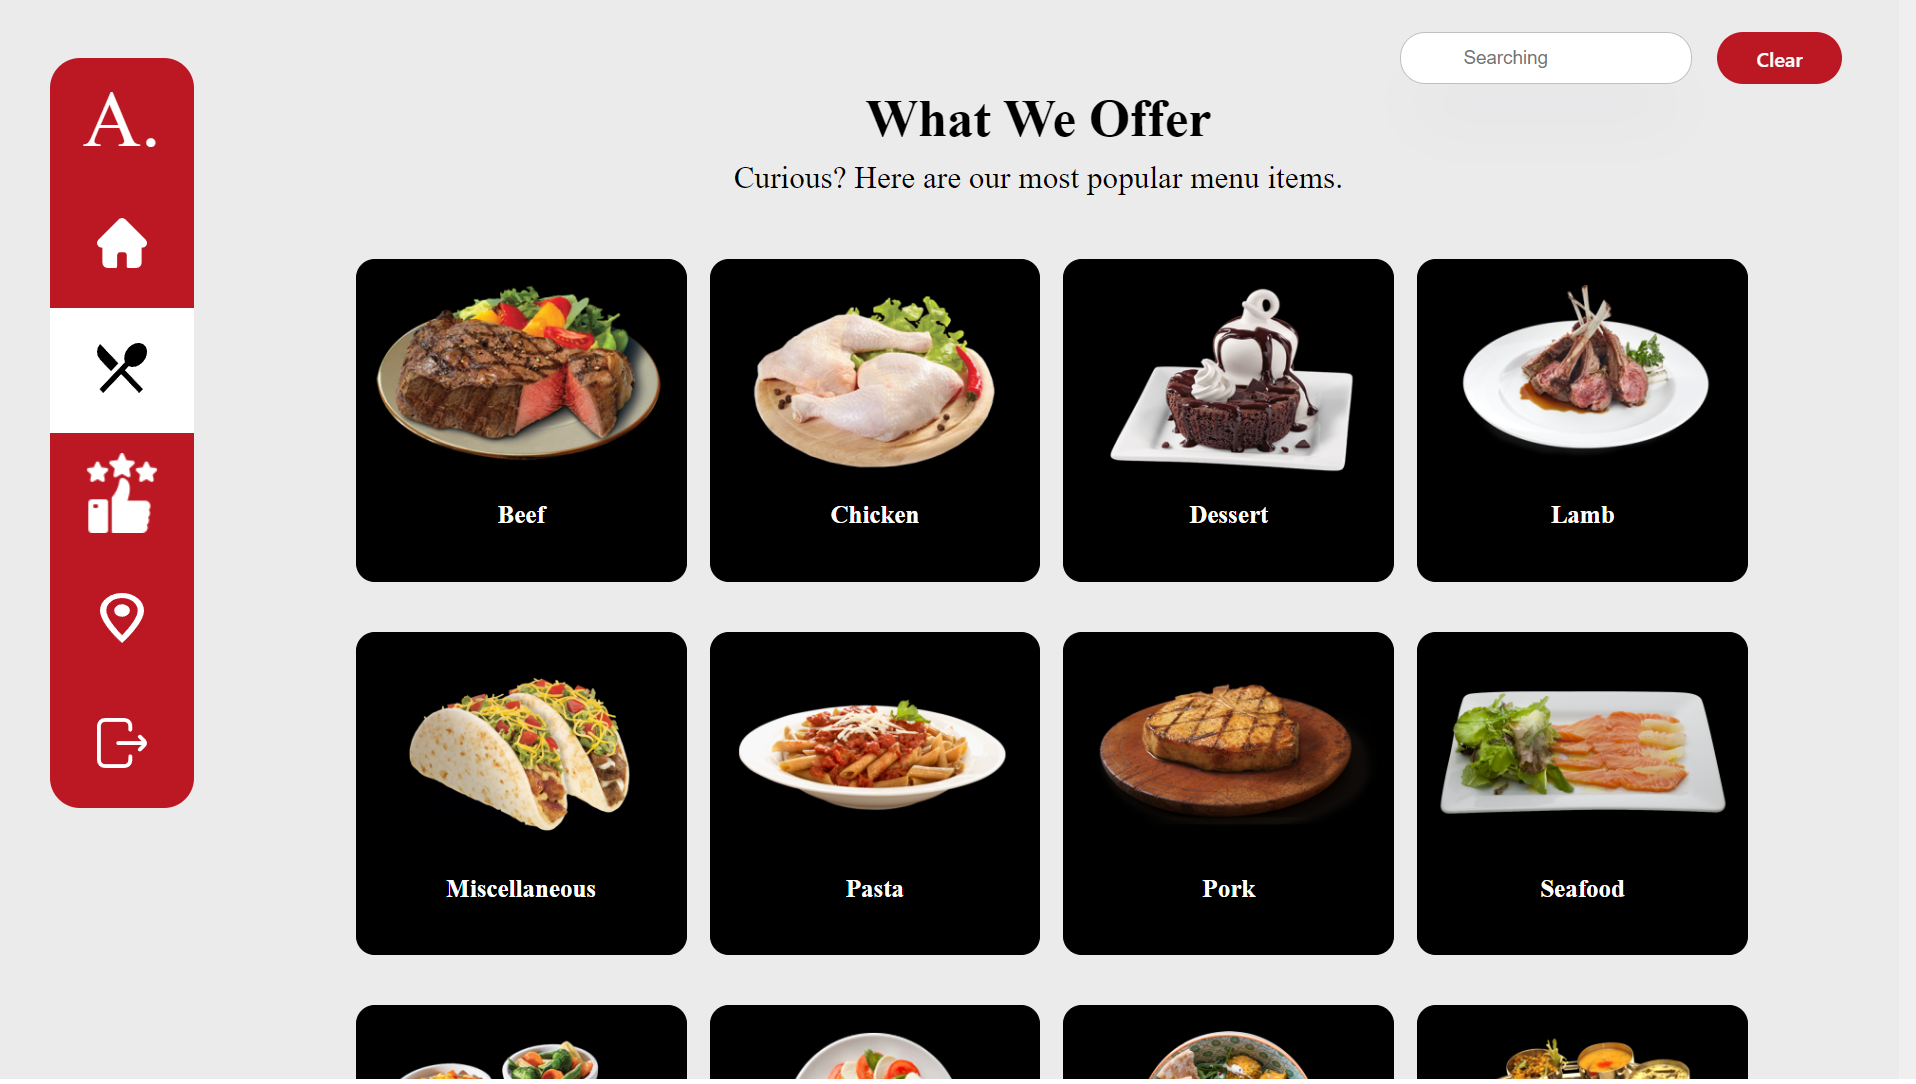 A.
Searching
Clear
What We Offer
Curious? Here are our most popular menu items.
Beef
Chicken
Dessert
Lamb
Miscellaneous
Pasta
Pork
Seafood